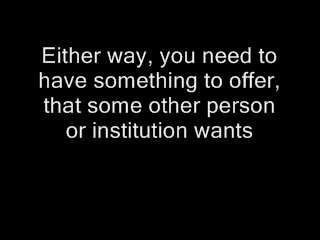 Either way, you need to
have something to offer,
that some other person
or institution wants